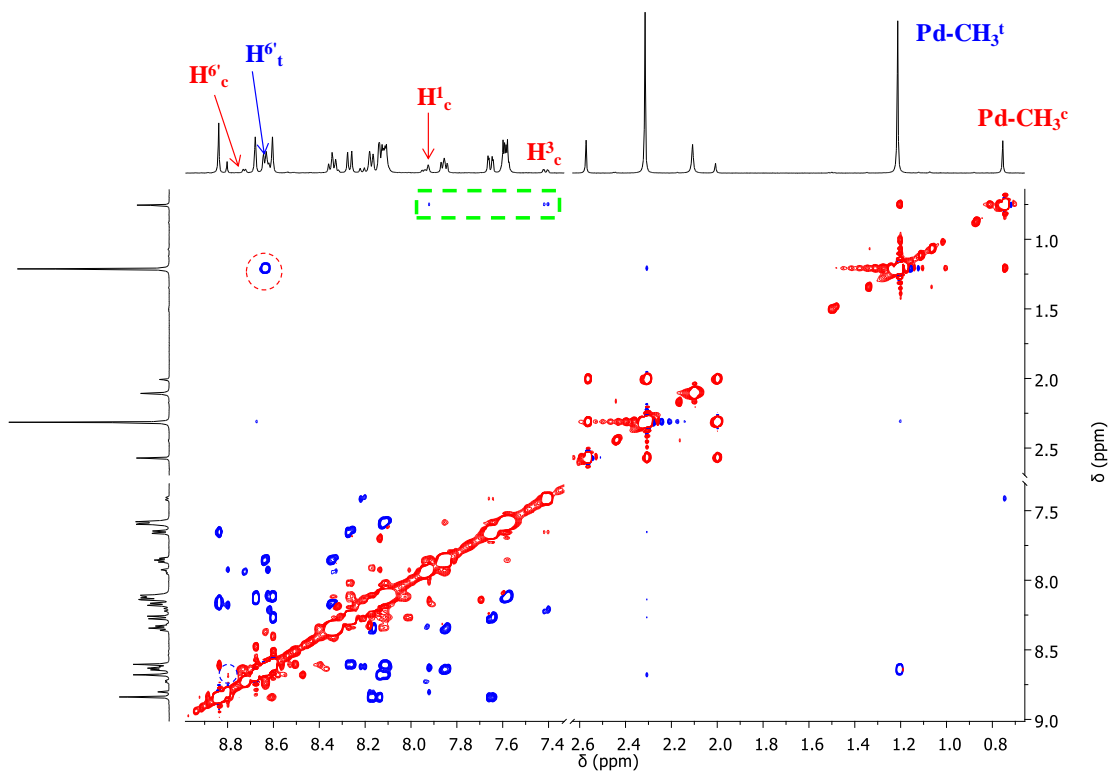 Pd-CH₃ᵗ
H⁶'ₜ
H⁶'c
H¹c
Pd-CH₃ᶜ
H³c
1.0
1.5
2.0
2.5
7.5
8.0
8.5
9.0
δ (ppm)
8.8 8.6 8.4 8.2 8.0 7.8 7.6 7.4 2.6 2.4 2.2 2.0 1.8 1.6 1.4 1.2 1.0 0.8
δ (ppm)